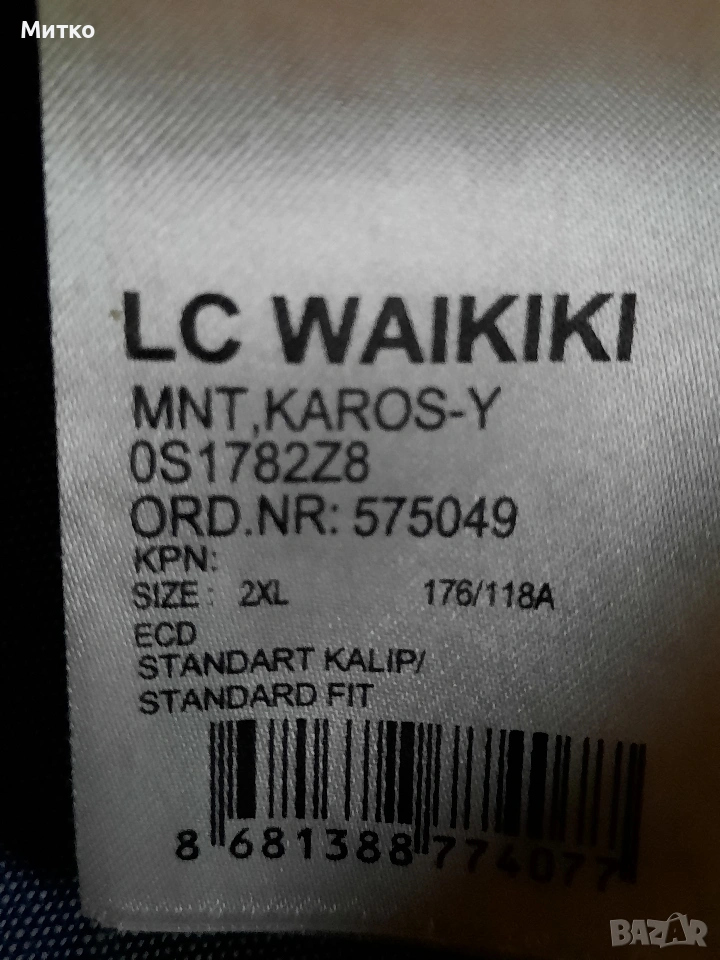 Митко
LC WAIKIKI
MNT,KAROS-Y
0S1782Z8
ORD.NR: 575049
KPN:
SIZE : 2XL 176/118A
ECD
STANDART KALIP/
STANDARD FIT
8 681388 774077
BAZAR